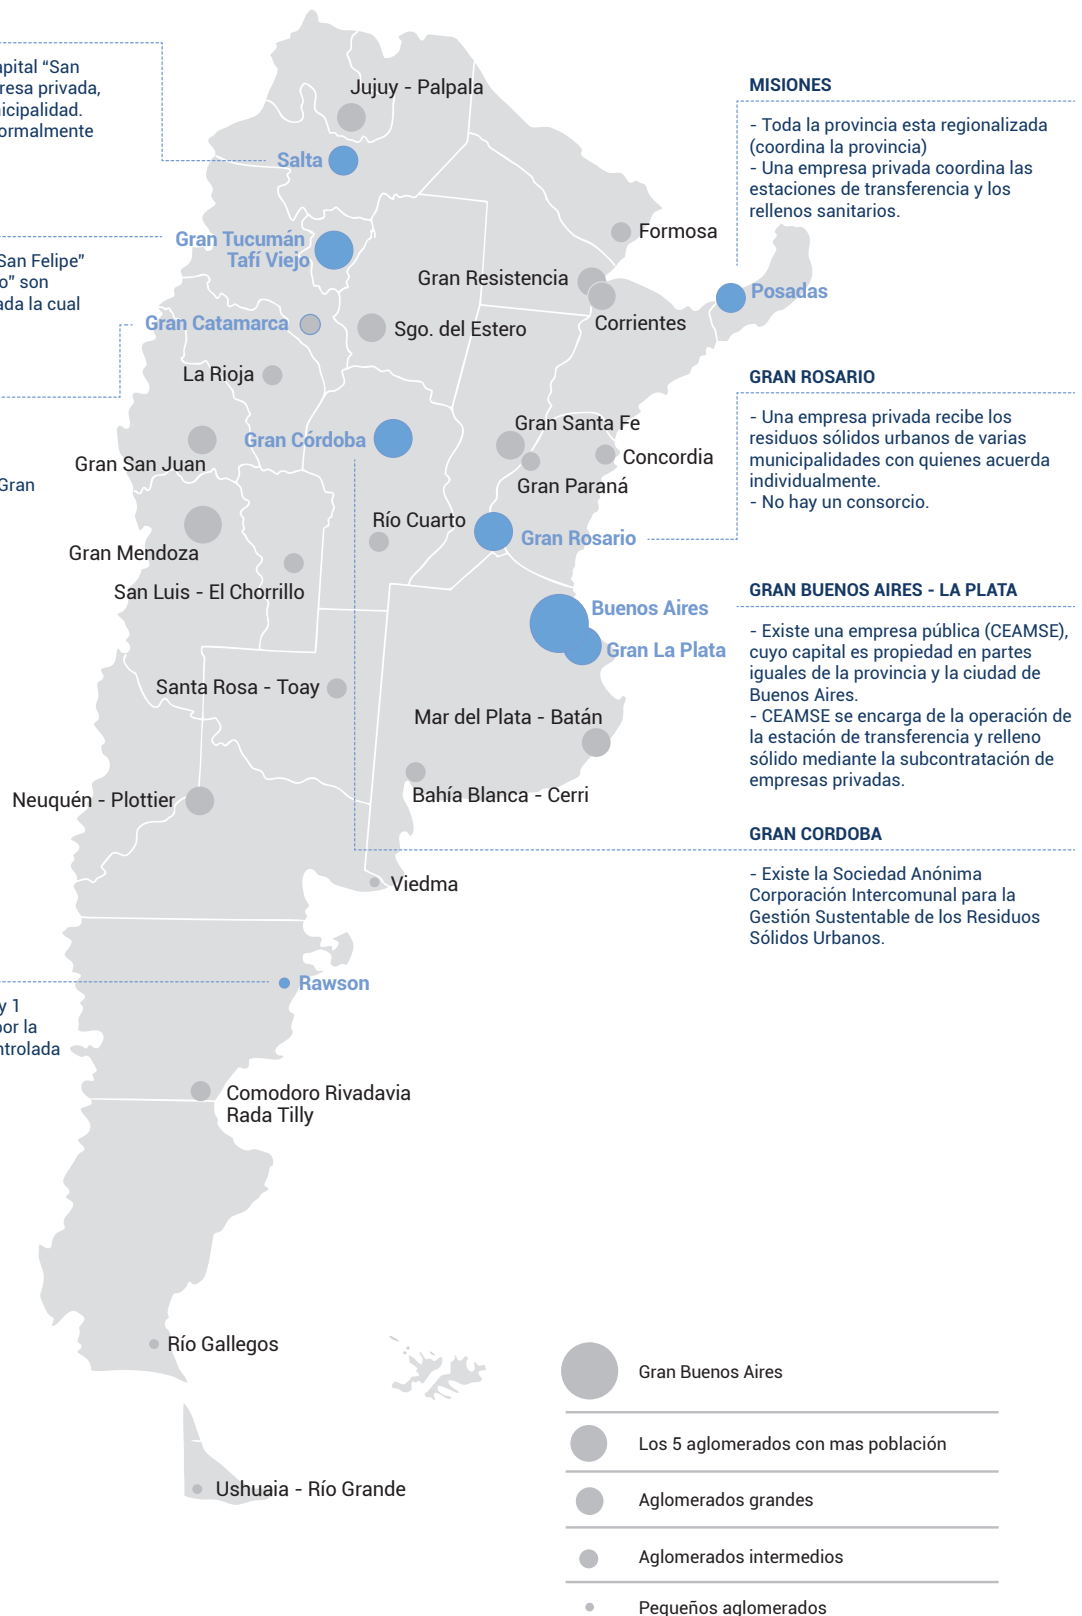 apital “San
resa privada,
nicipalidad.
ormalmente
San Felipe”
o” son
ada la cual
Gran
y 1
por la
ntrolada
Jujuy - Palpala
Salta
Gran Tucumán
Tafí Viejo
Gran Catamarca
Sgo. del Estero
La Rioja
Formosa
Gran Resistencia
Corrientes
Posadas
Gran San Juan
Gran Córdoba
Gran Santa Fe
Concordia
Gran Paraná
Gran Mendoza
Río Cuarto
Gran Rosario
San Luis - El Chorrillo
Buenos Aires
Gran La Plata
Santa Rosa - Toay
Mar del Plata - Batán
Neuquén - Plottier
Bahía Blanca - Cerri
Viedma
Rawson
Comodoro Rivadavia
Rada Tilly
Río Gallegos
Ushuaia - Río Grande
MISIONES
- Toda la provincia esta regionalizada
(coordina la provincia)
- Una empresa privada coordina las
estaciones de transferencia y los
rellenos sanitarios.
GRAN ROSARIO
- Una empresa privada recibe los
residuos sólidos urbanos de varias
municipalidades con quienes acuerda
individualmente.
- No hay un consorcio.
GRAN BUENOS AIRES - LA PLATA
- Existe una empresa pública (CEAMSE),
cuyo capital es propiedad en partes
iguales de la provincia y la ciudad de
Buenos Aires.
- CEAMSE se encarga de la operación de
la estación de transferencia y relleno
sólido mediante la subcontratación de
empresas privadas.
GRAN CORDOBA
- Existe la Sociedad Anónima
Corporación Intercomunal para la
Gestión Sustentable de los Residuos
Sólidos Urbanos.
Gran Buenos Aires
Los 5 aglomerados con mas población
Aglomerados grandes
Aglomerados intermedios
Pequeños aglomerados